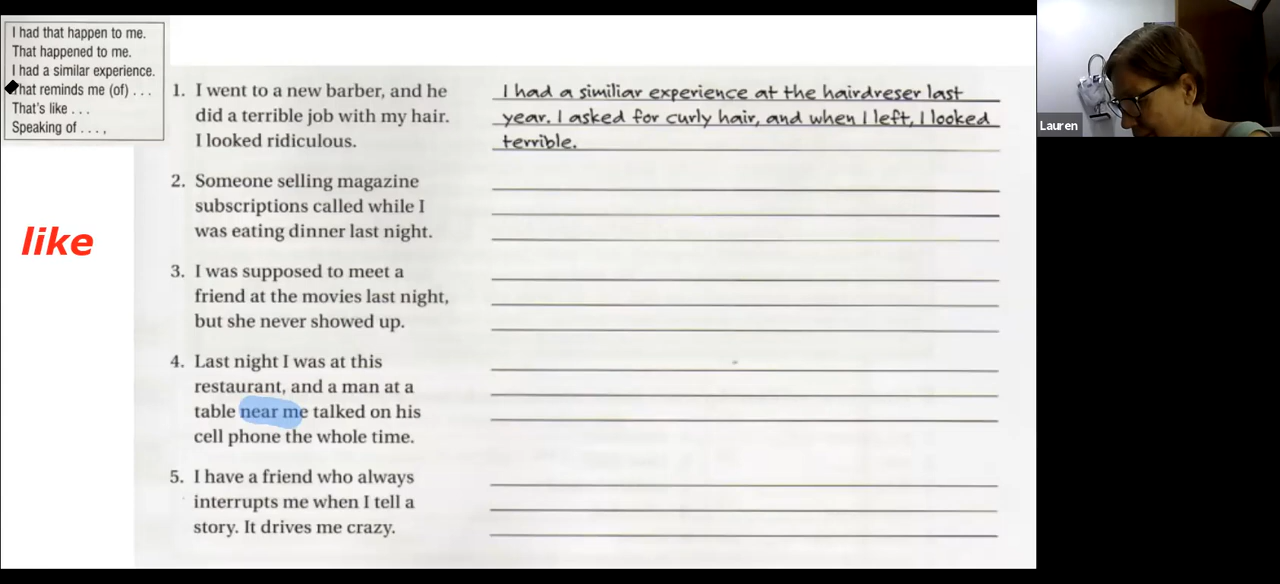 I had that happen to me.
That happened to me.
I had a similar experience.
hat reminds me (of) . . .
That's like . . .
Speaking of . . . ,
1. I went to a new barber, and he
did a terrible job with my hair.
I looked ridiculous.
I had a similiar experience at the hairdreser last
year. I asked for curly hair, and when I left, I looked
terrible.
2. Someone selling magazine
subscriptions called while I
was eating dinner last night.
3. I was supposed to meet a
friend at the movies last night,
but she never showed up.
4. Last night I was at this
restaurant, and a man at a
table near me talked on his
cell phone the whole time.
5. I have a friend who always
interrupts me when I tell a
story. It drives me crazy.
like
Lauren